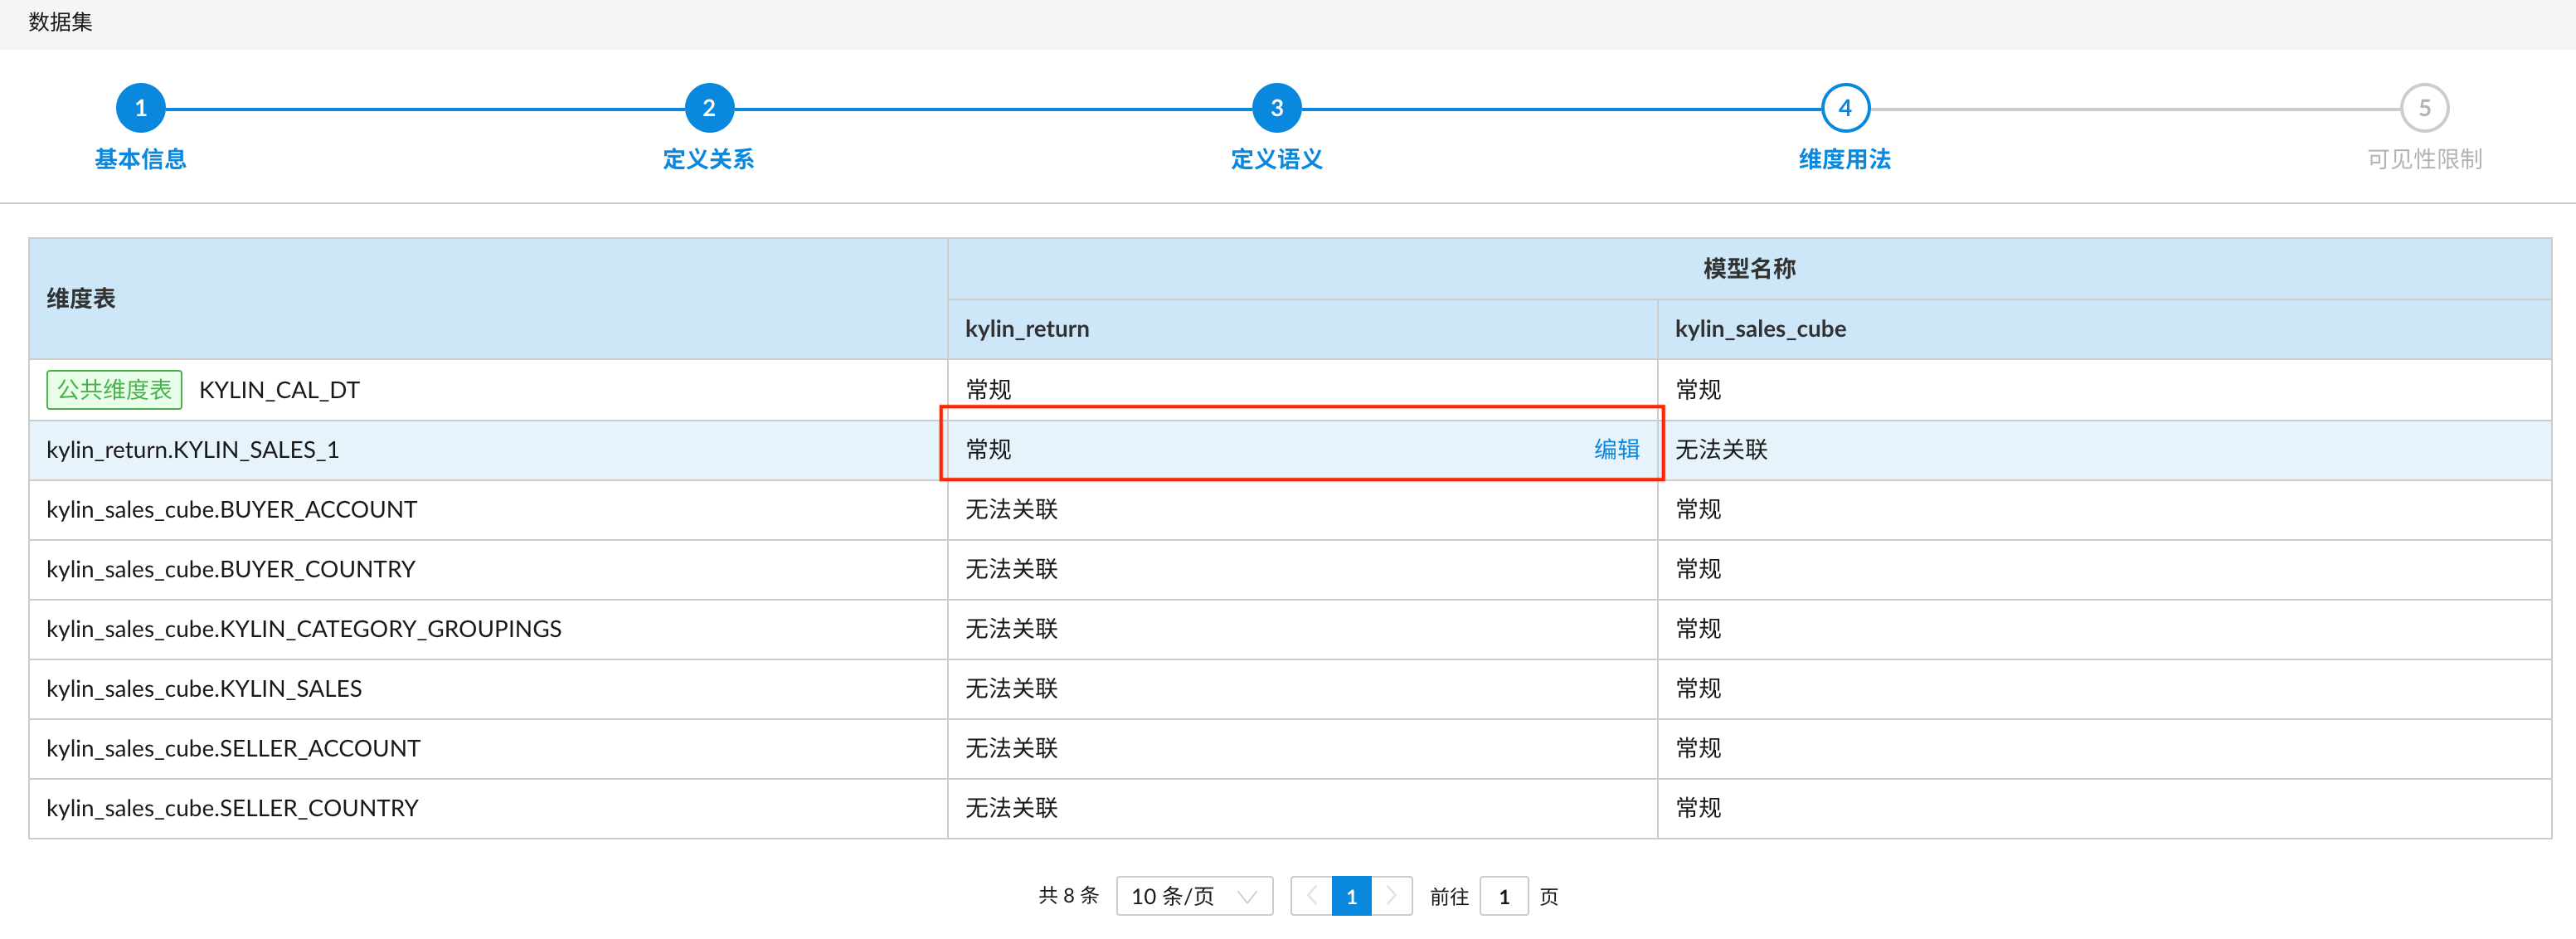 数据集
1 2 3 4 5
基本信息 定义关系 定义语义 维度用法 可见性限制
维度表 模型名称
kylin_return kylin_sales_cube
公共维度表 KYLIN_CAL_DT 常规 常规
kylin_return.KYLIN_SALES_1 常规 编辑 无法关联
kylin_sales_cube.BUYER_ACCOUNT 无法关联 常规
kylin_sales_cube.BUYER_COUNTRY 无法关联 常规
kylin_sales_cube.KYLIN_CATEGORY_GROUPINGS 无法关联 常规
kylin_sales_cube.KYLIN_SALES 无法关联 常规
kylin_sales_cube.SELLER_ACCOUNT 无法关联 常规
kylin_sales_cube.SELLER_COUNTRY 无法关联 常规
共 8 条 10 条/页 1 前往 1 页